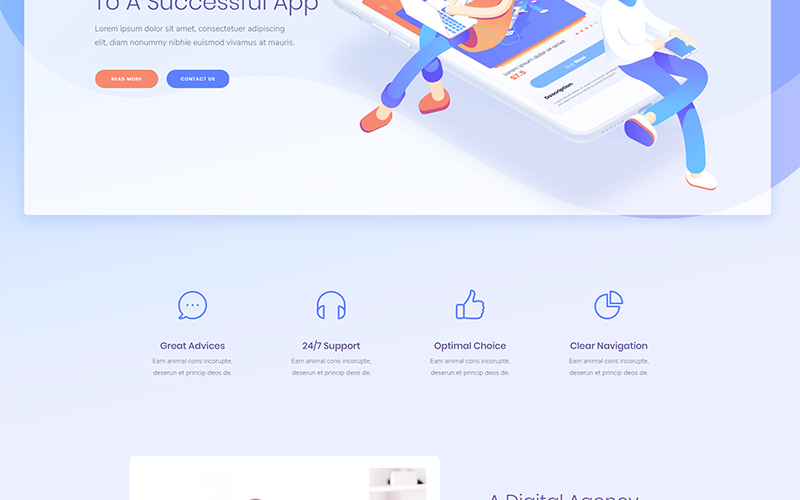 To A Successful App
Lorem ipsum dolor sit amet, consectetuer adipiscing
elit, diam nonummy nibhie euismod vivamus at mauris.
READ MORE
CONTACT US
Lorem ipsum dolor sit amet.
$7.5
Buy Now
Description
Great Advices
Eam animal cons incorupte,
deserun et princip deos de.
24/7 Support
Eam animal cons incorupte,
deserun et princip deos de.
Optimal Choice
Eam animal cons incorupte,
deserun et princip deos de.
Clear Navigation
Eam animal cons incorupte,
deserun et princip deos de.
A Digital Agency